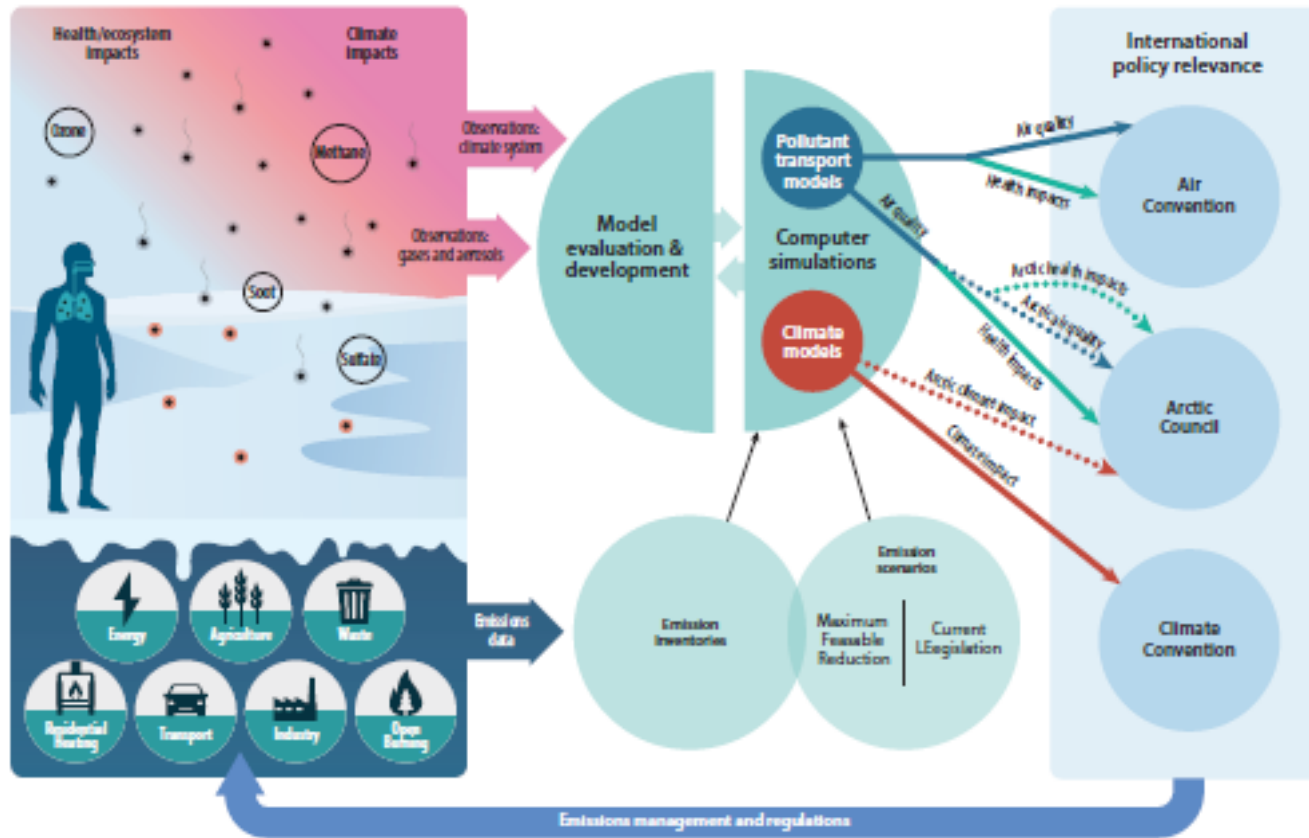 Health/ecosystem
impacts
Climate
impacts
Ozone
Methane
Soot
Sulfate
Observations:
climate system
Observations:
gases and aerosols
Model
evaluation &
development
Pollutant
transport
models
Computer
simulations
Climate
models
International
policy relevance
Air quality
Health impacts
Air
Convention
Air quality
Arctic health impacts
Arctic air quality
Health impacts
Arctic climate impact
Climate impact
Arctic
Council
Climate
Convention
Energy
Agriculture
Waste
Residential
Heating
Transport
Industry
Open
Burning
Emissions
data
Emission
inventories
Emission
scenarios
Maximum
Feasable
Reduction
Current
LEegislation
Emissions management and regulations